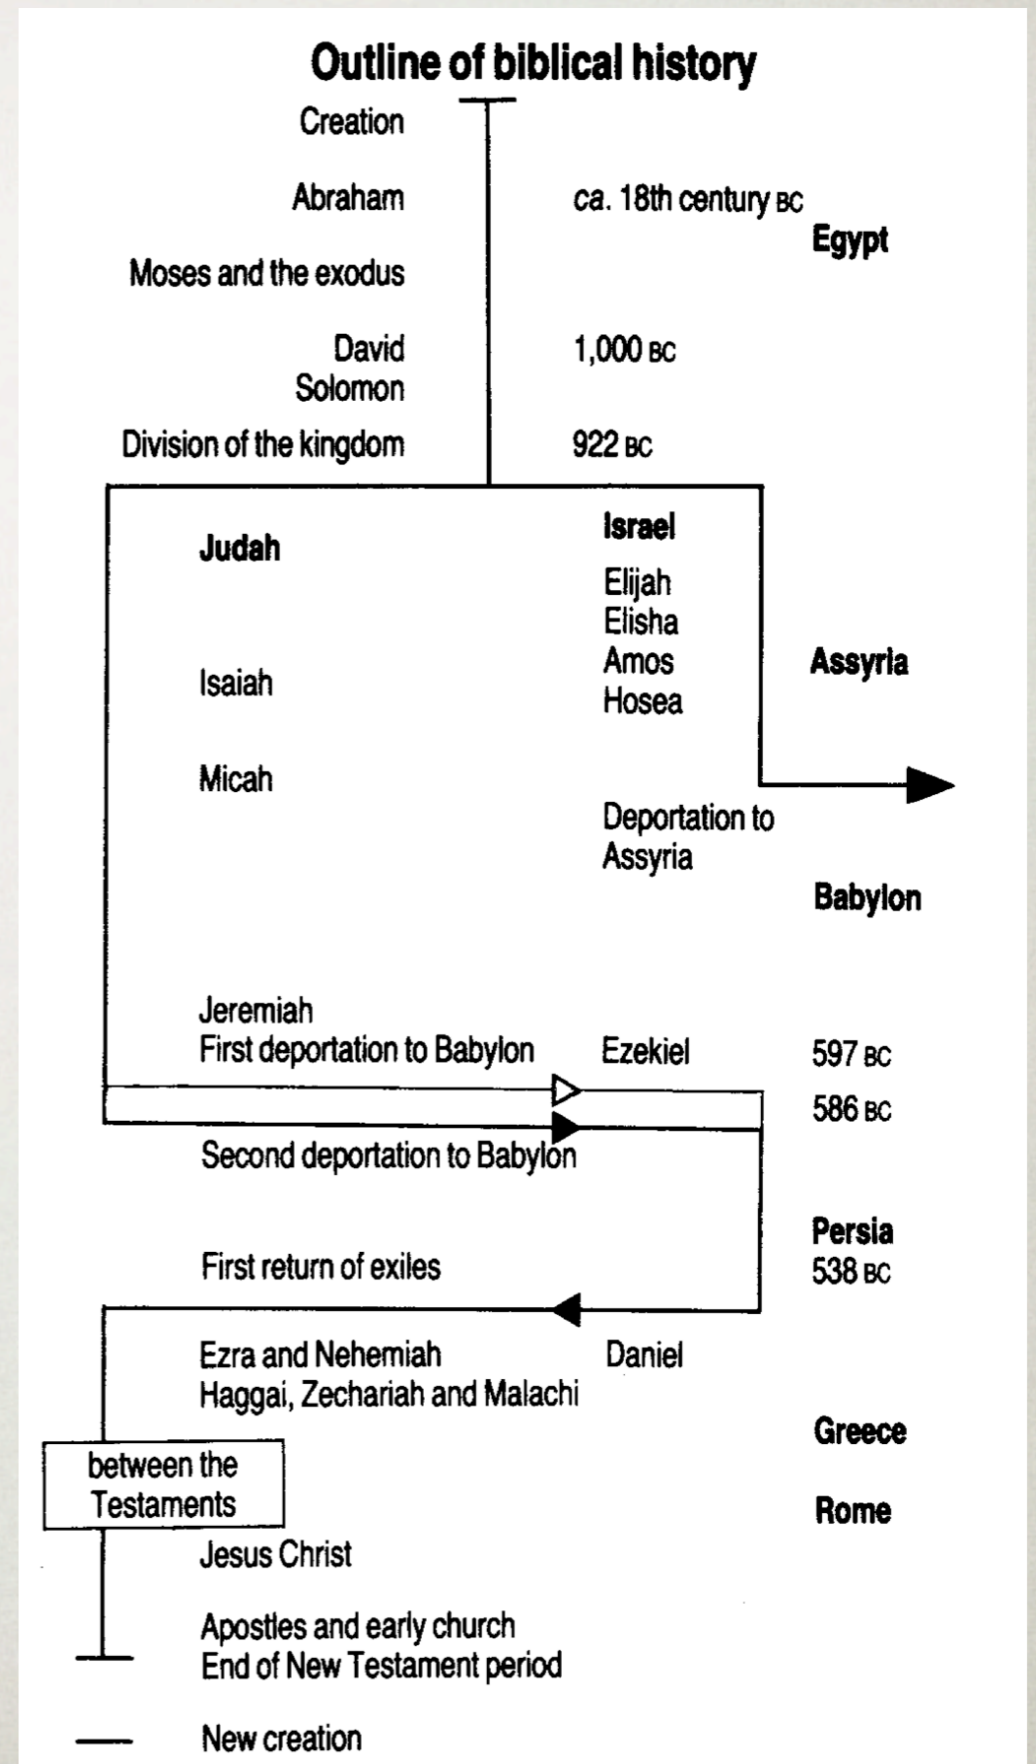 Outline of biblical history
Creation
Abraham
ca. 18th century BC
Egypt
Moses and the exodus
David
1,000 BC
Solomon
Division of the kingdom
922 BC
Israel
Judah
Elijah
Elisha
Amos
Assyria
Isaiah
Hosea
Micah
Deportation to
Assyria
Babylon
Jeremiah
First deportation to Babylon
Ezekiel
597 BC
586 BC
Second deportation to Babylon
Persia
First return of exiles
538 BC
Ezra and Nehemiah
Daniel
Haggai, Zechariah and Malachi
Greece
between the
Testaments
Rome
Jesus Christ
Apostles and early church
End of New Testament period
New creation